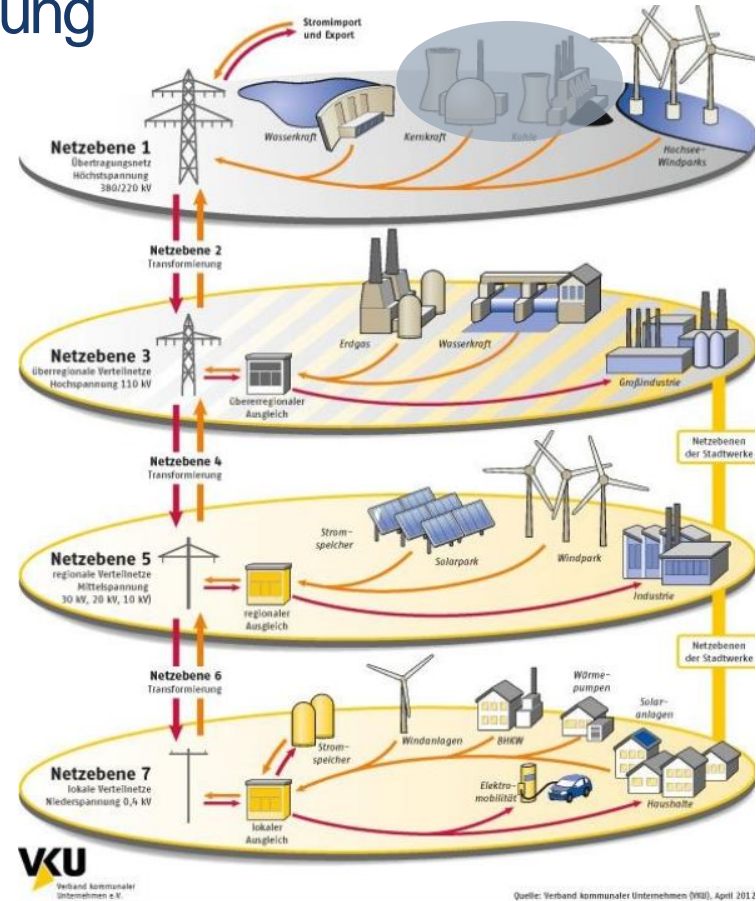 ung
Stromimport
und Export
Wasserkraft
Kernkraft
Kohle
Hochsee-
Windparks
Netzebene 1
Übertragungsnetz
Höchstspannung
380/220 kV
Netzebene 2
Transformierung
Erdgas
Wasserkraft
Großindustrie
Netzebene 3
überregionale Verteilnetze
Hochspannung 110 kV
übererregionaler
Ausgleich
Netzebenen
der Stadtwerke
Netzebene 4
Transformierung
Strom-
speicher
Solarpark
Windpark
Industrie
Netzebene 5
regionale Verteilnetze
Mittelspannung
30 kV, 20 kV, 10 kV)
regionaler
Ausgleich
Netzebenen
der Stadtwerke
Netzebene 6
Transformierung
Strom-
speicher
Windanlagen
BHKW
Wärme-
pumpen
Solar-
anlagen
Elektro-
mobilität
Haushalte
Netzebene 7
lokale Verteilnetze
Niederspannung 0,4 kV
lokaler
Ausgleich
VKU
Verband kommunaler
Unternehmen e.V.
Quelle: Verband kommunaler Unternehmen (VKU), April 2012